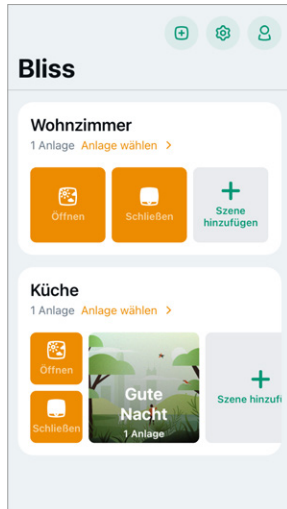 Bliss
Wohnzimmer
1 Anlage Anlage wählen >
Öffnen
Schließen
Szene
hinzufügen
Küche
1 Anlage Anlage wählen >
Öffnen
Schließen
Gute
Nacht
1 Anlage
Szene hinzufü